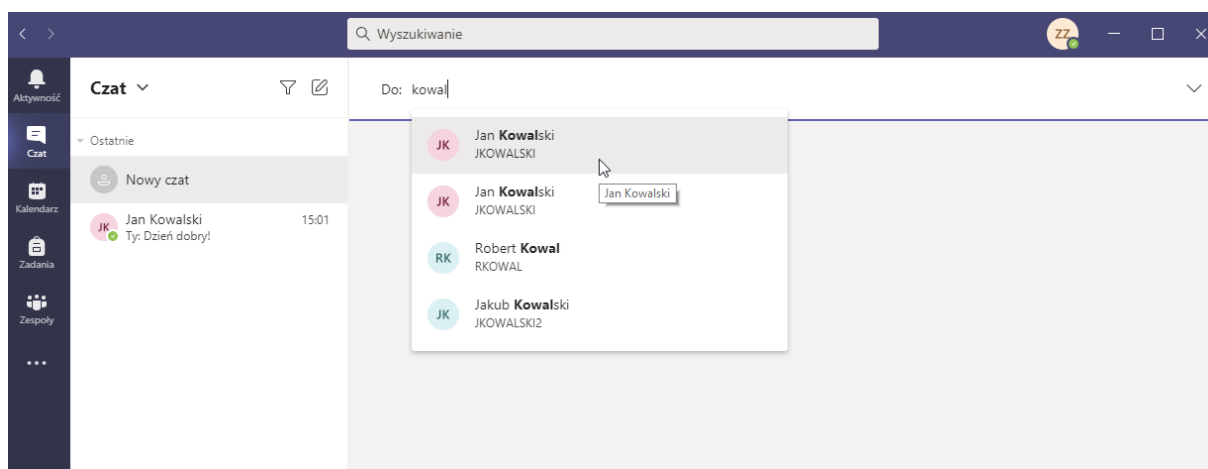 Wyszukiwanie
ZZ
Aktywność
Czat
Kalendarz
Zadania
Zespoły
Czat
Ostatnie
Nowy czat
JK
Jan Kowalski
15:01
Ty: Dzień dobry!
Do: kowal
JK
Jan Kowalski
JKOWALSKI
Jan Kowalski
JK
Jan Kowalski
JKOWALSKI
RK
Robert Kowal
RKOWAL
JK
Jakub Kowalski
JKOWALSKI2